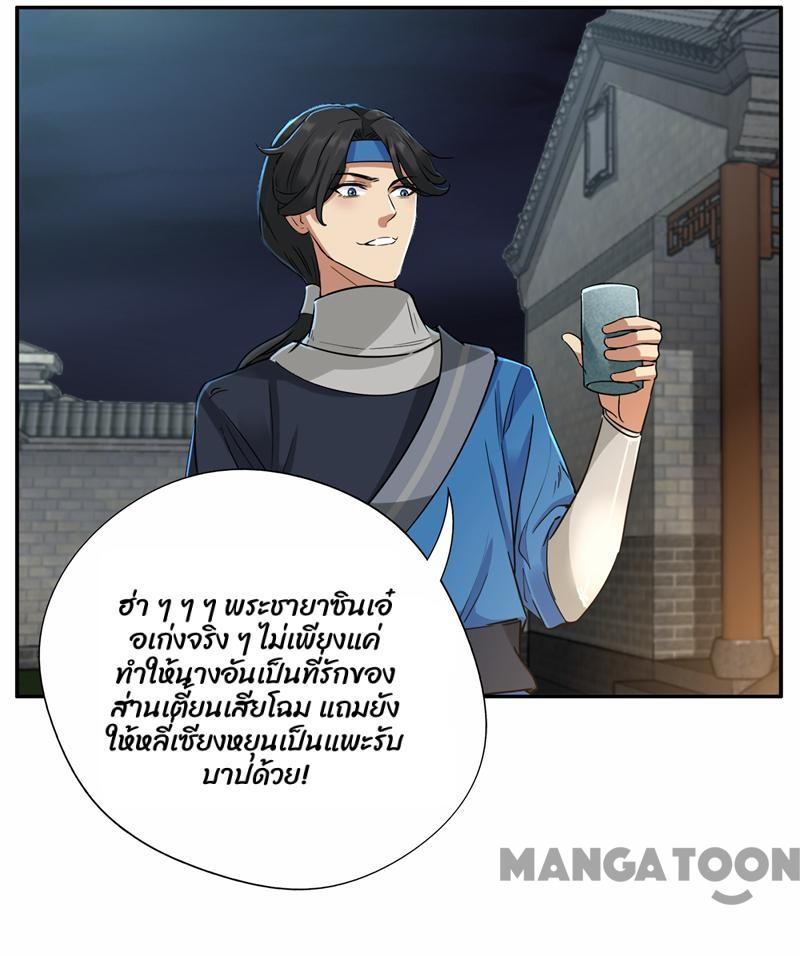 ฮ่า ๆ ๆ ๆ พระชายาซินเอ๋
อเก่งจริง ๆ ไม่เพียงแค่
ทำให้นางอันเป็นที่รักของ
ส่านเตี้ยนเสียโฉม แถมยัง
ให้หลี่เซียงหยุนเป็นแพะรับ
บาปด้วย!
MANGATOON